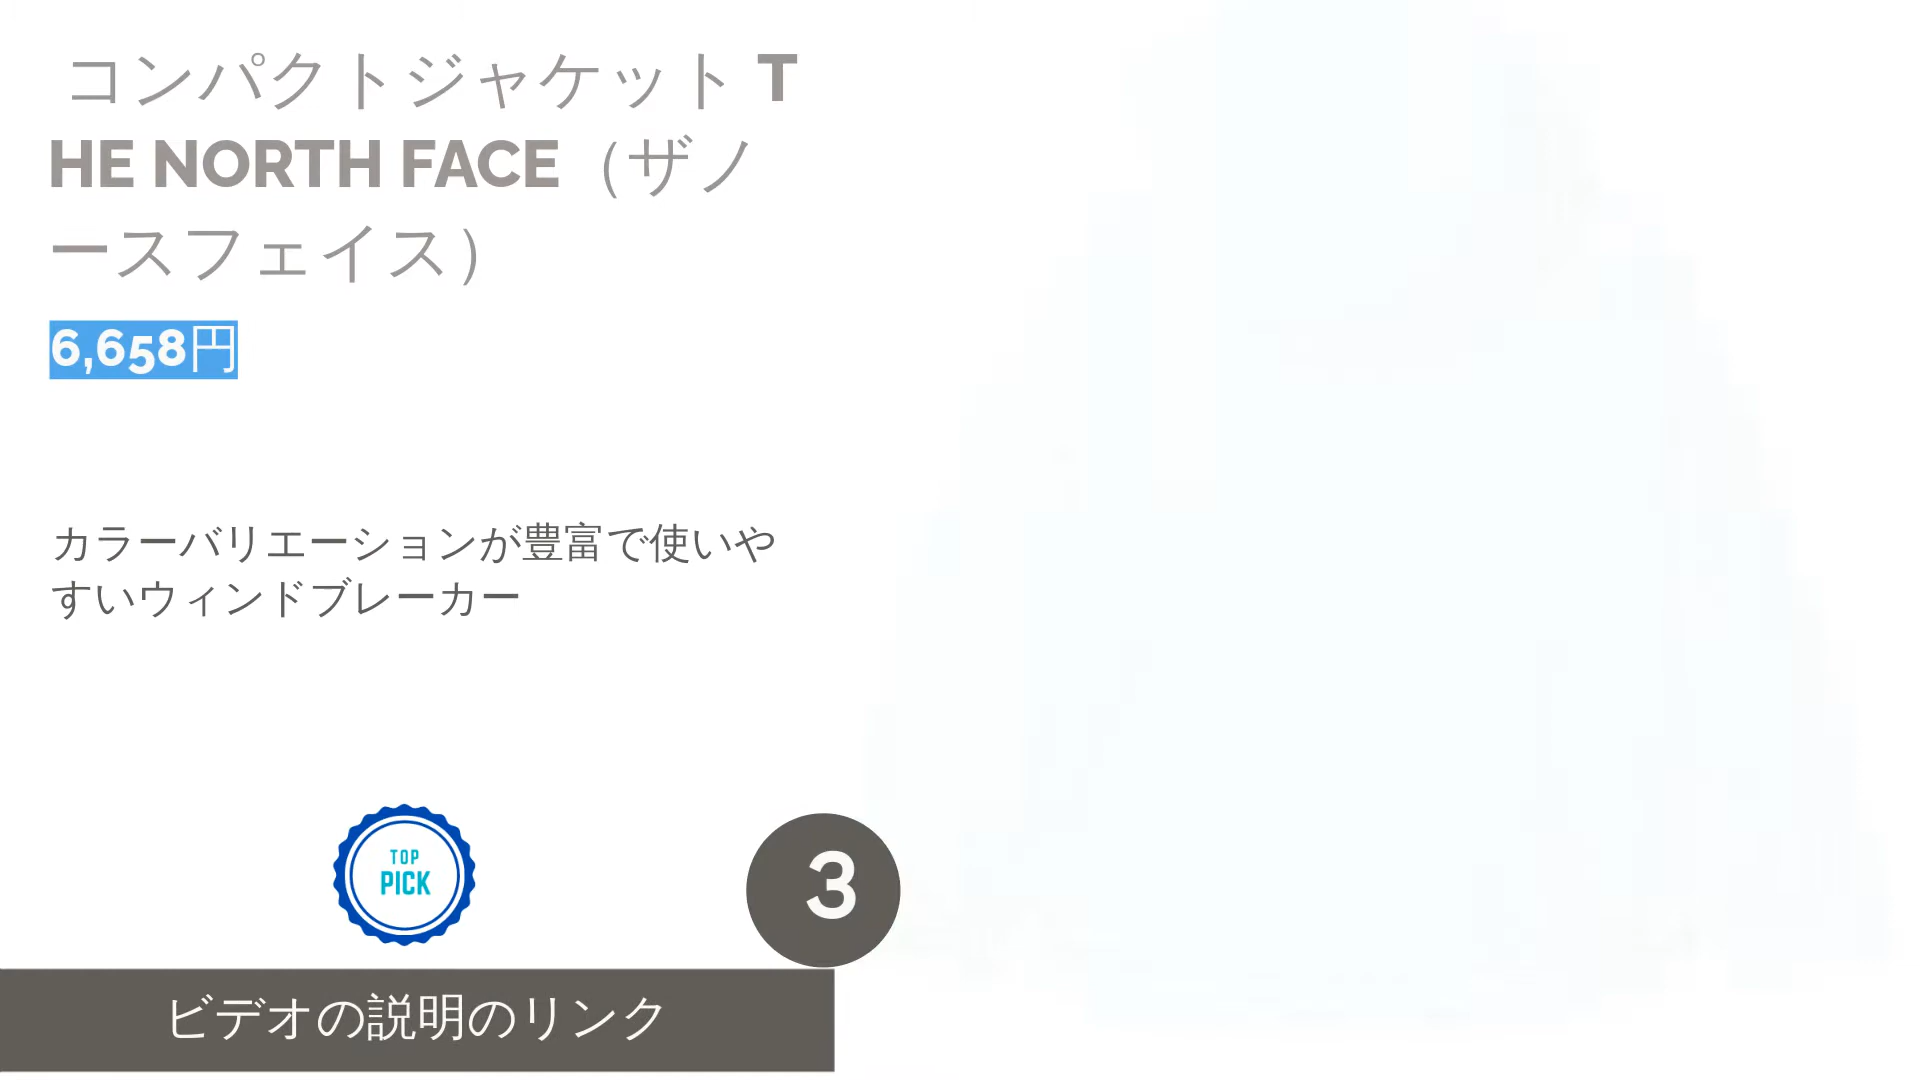 コンパクトジャケット T
HE NORTH FACE（ザノ
ースフェイス）
6,658円
カラーバリエーションが豊富で使いや
すいウィンドブレーカー
TOP
PICK
3
ビデオの説明のリンク